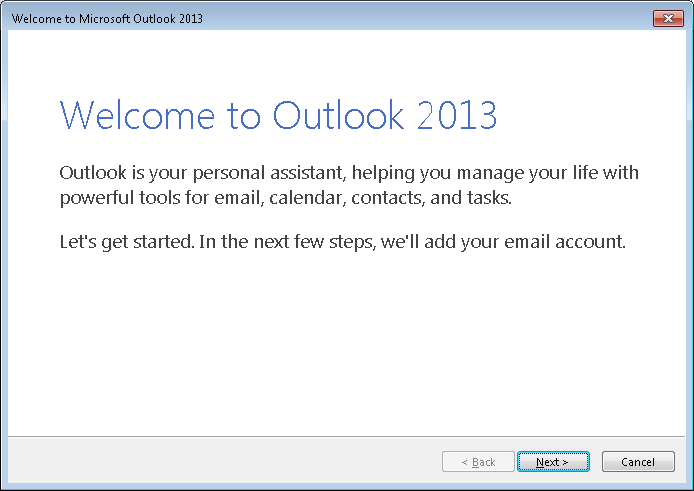 Welcome to Microsoft Outlook 2013
Welcome to Outlook 2013
Outlook is your personal assistant, helping you manage your life with
powerful tools for email, calendar, contacts, and tasks.
Let's get started. In the next few steps, we'll add your email account.
< Back Next > Cancel